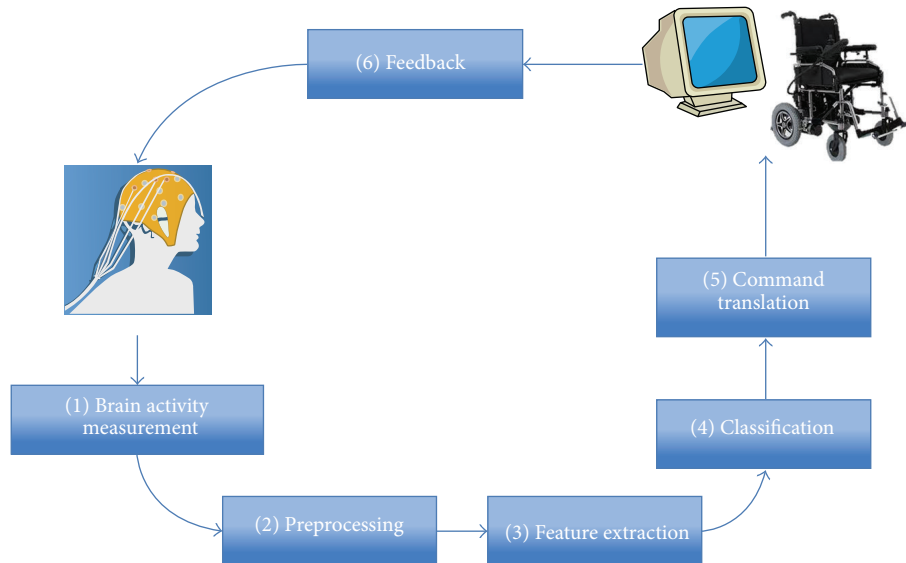 (6) Feedback
(5) Command
translation
(1) Brain activity
measurement
(4) Classification
(2) Preprocessing
(3) Feature extraction